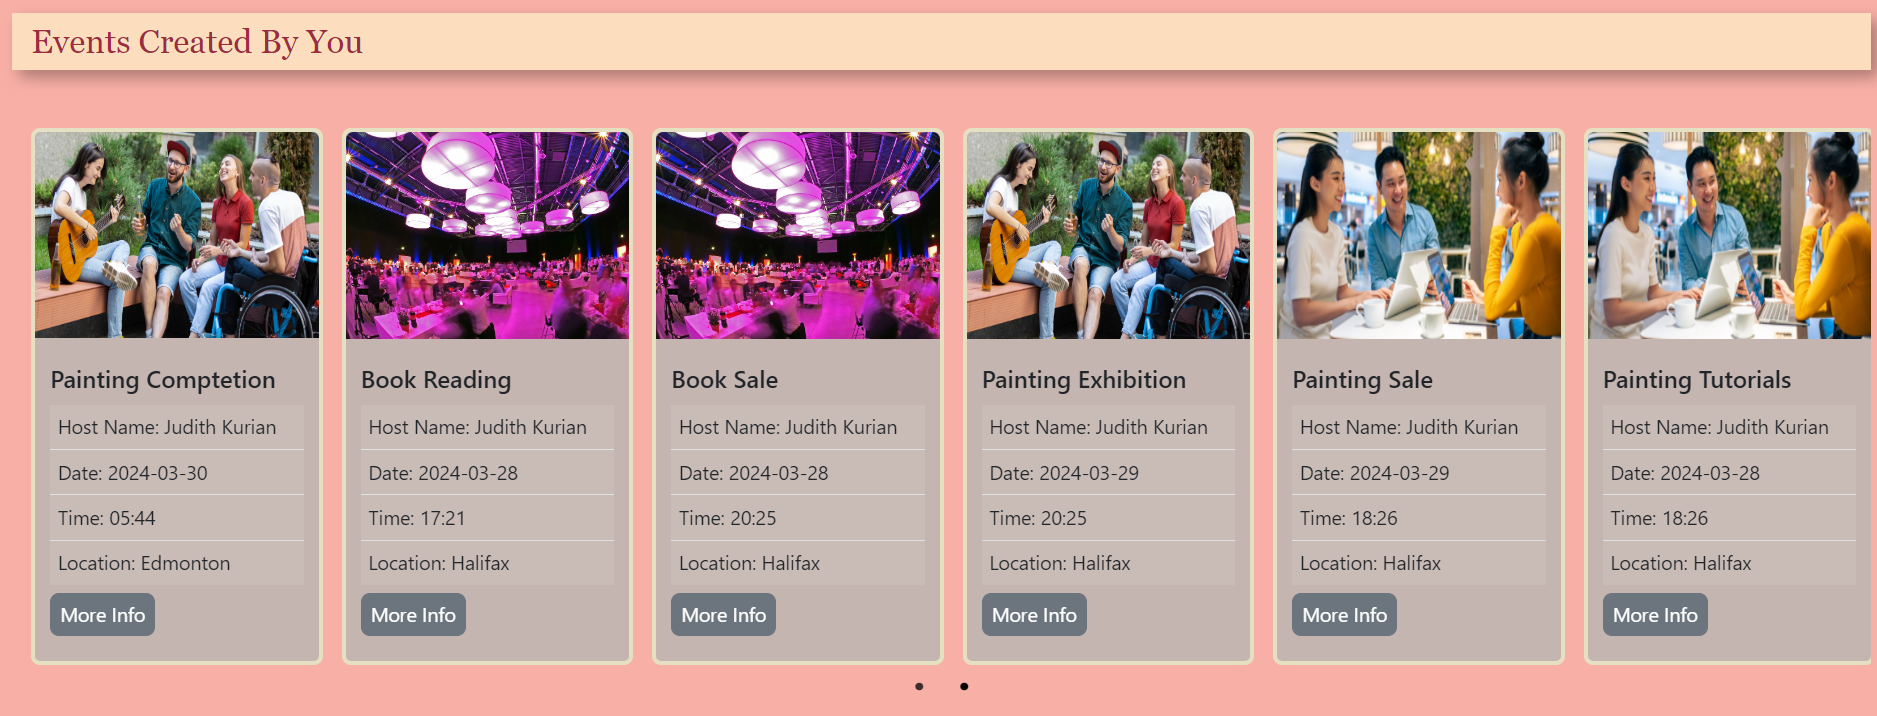 Events Created By You
Painting Comptetion
Host Name: Judith Kurian
Date: 2024-03-30
Time: 05:44
Location: Edmonton
More Info
Book Reading
Host Name: Judith Kurian
Date: 2024-03-28
Time: 17:21
Location: Halifax
More Info
Book Sale
Host Name: Judith Kurian
Date: 2024-03-28
Time: 20:25
Location: Halifax
More Info
Painting Exhibition
Host Name: Judith Kurian
Date: 2024-03-29
Time: 20:25
Location: Halifax
More Info
Painting Sale
Host Name: Judith Kurian
Date: 2024-03-29
Time: 18:26
Location: Halifax
More Info
Painting Tutorials
Host Name: Judith Kurian
Date: 2024-03-28
Time: 18:26
Location: Halifax
More Info